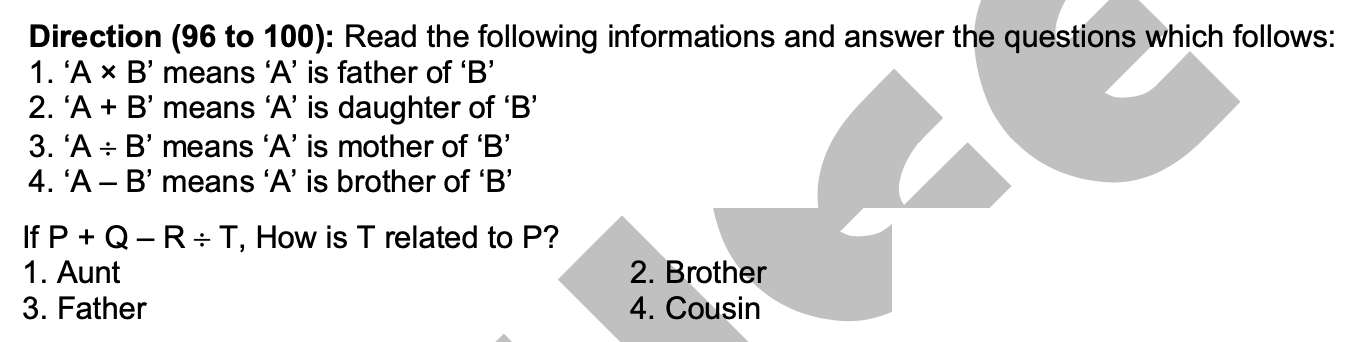 Direction (96 to 100): Read the following informations and answer the questions which follows:
1. ‘A × B’ means ‘A’ is father of ‘B’
2. ‘A + B’ means ‘A’ is daughter of ‘B’
3. ‘A ÷ B’ means ‘A’ is mother of ‘B’
4. ‘A – B’ means ‘A’ is brother of ‘B’
If P + Q – R ÷ T, How is T related to P?
1. Aunt 2. Brother
3. Father 4. Cousin